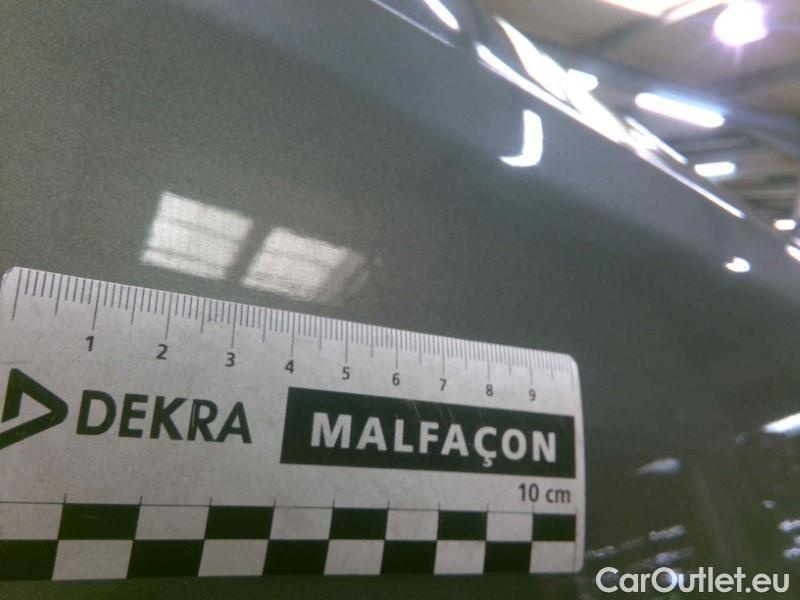 1 2 3 4 5 6 7 8 9
DEKRA MALFAÇON
10 cm
CarOutlet.eu